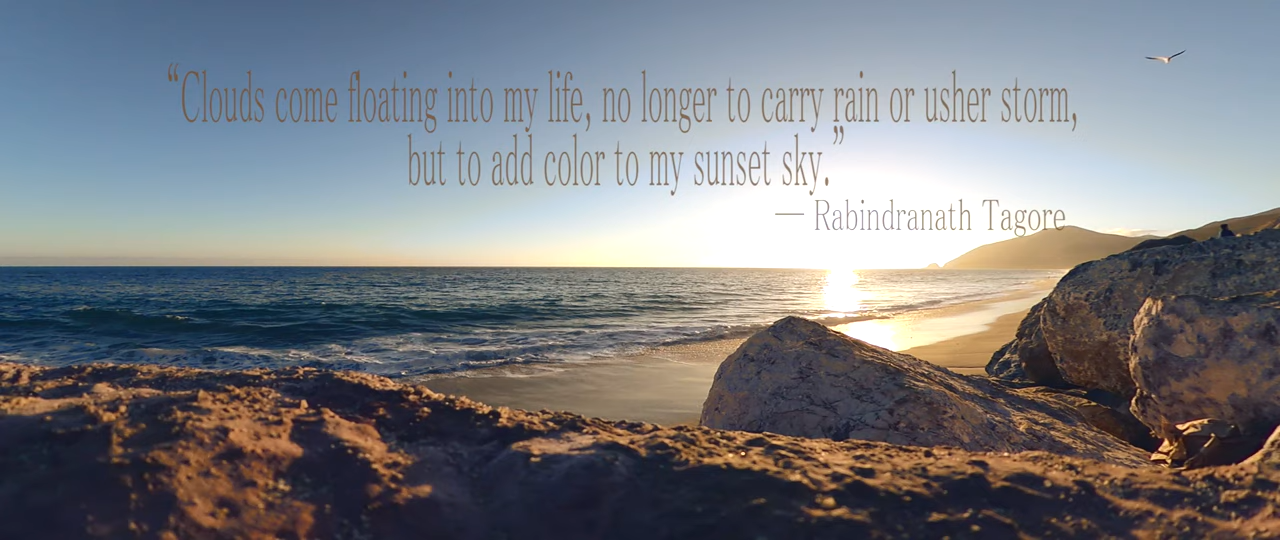 “Clouds come floating into my life, no longer to carry rain or usher storm,
but to add color to my sunset sky.”
— Rabindranath Tagore